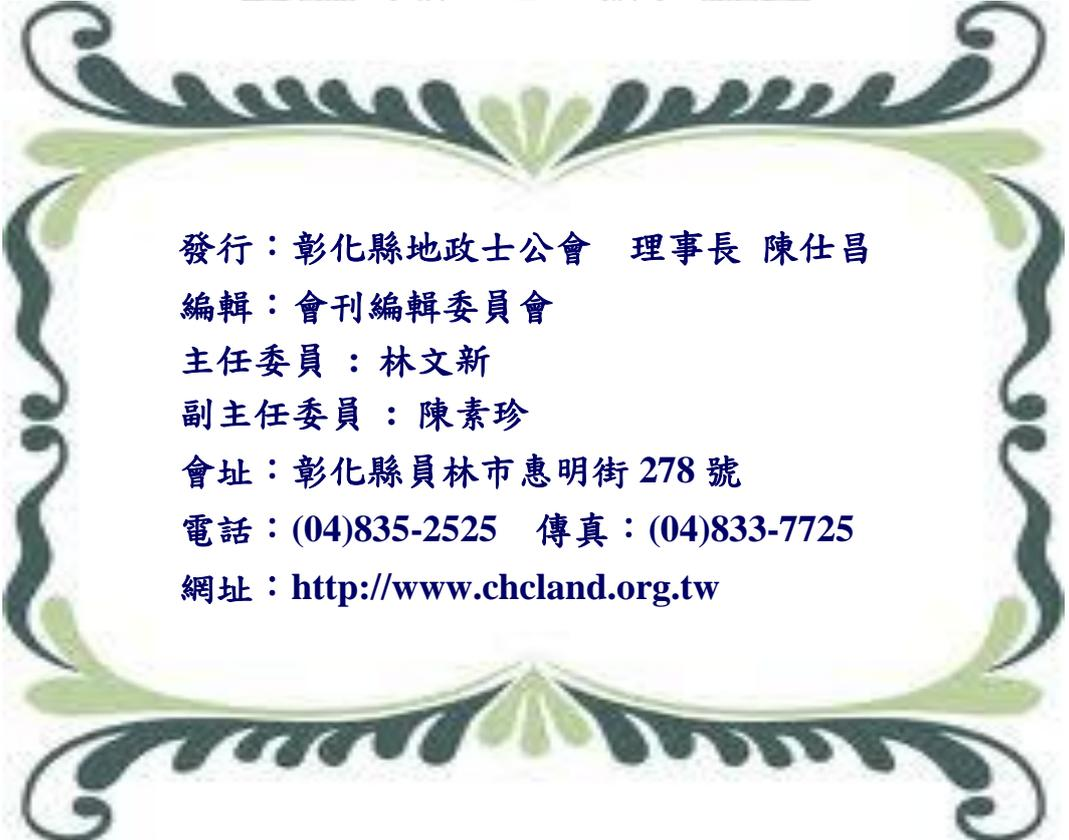 發行：彰化縣地政士公會　理事長 陳仕昌
編輯：會刊編輯委員會
主任委員 ： 林文新
副主任委員 ： 陳素珍
會址：彰化縣員林市惠明街 278 號
電話：(04)835-2525　傳真：(04)833-7725
網址：http://www.chcland.org.tw